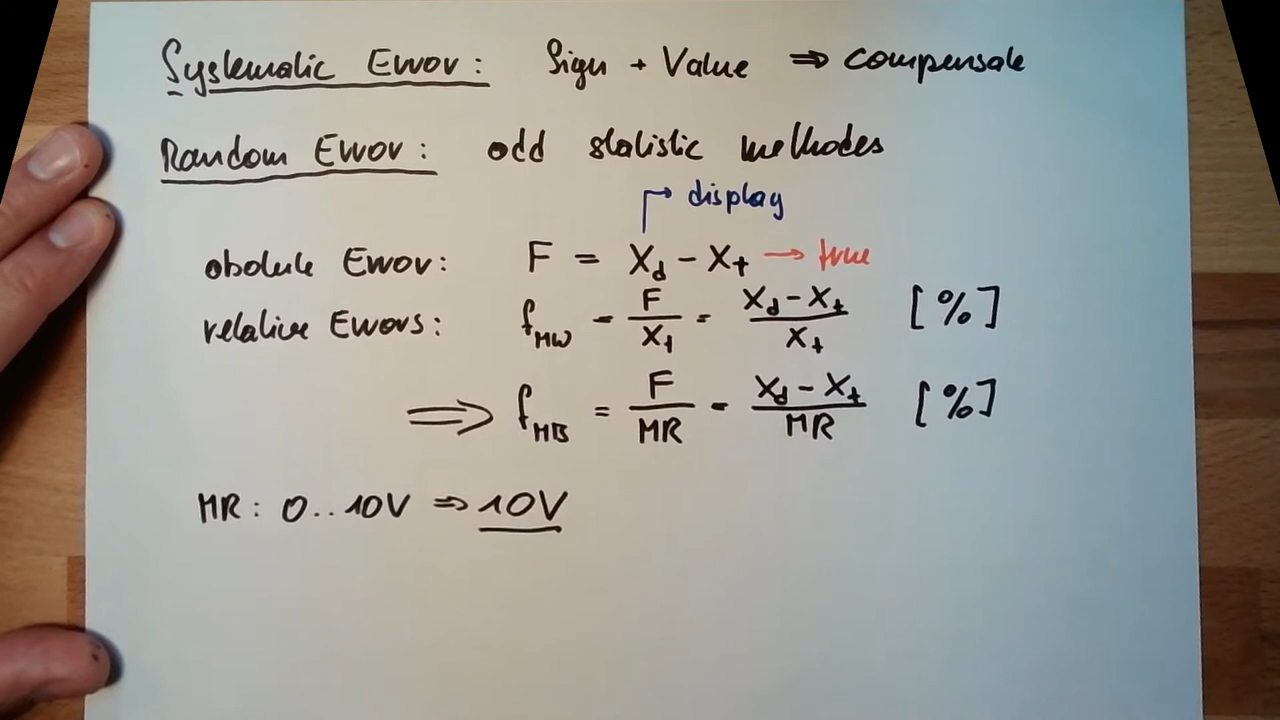 Systematic Error: Sign + Value ⇒ compensate
Random Error: odd statistic methodes
→ display
absolute Error: F = X_d - X_t → true
relative Errors: f_MW = F/X_t = (X_d - X_t)/X_t [%]
⇒ f_MB = F/MR = (X_d - X_t)/MR [%]
MR: 0..10V ⇒ 10V